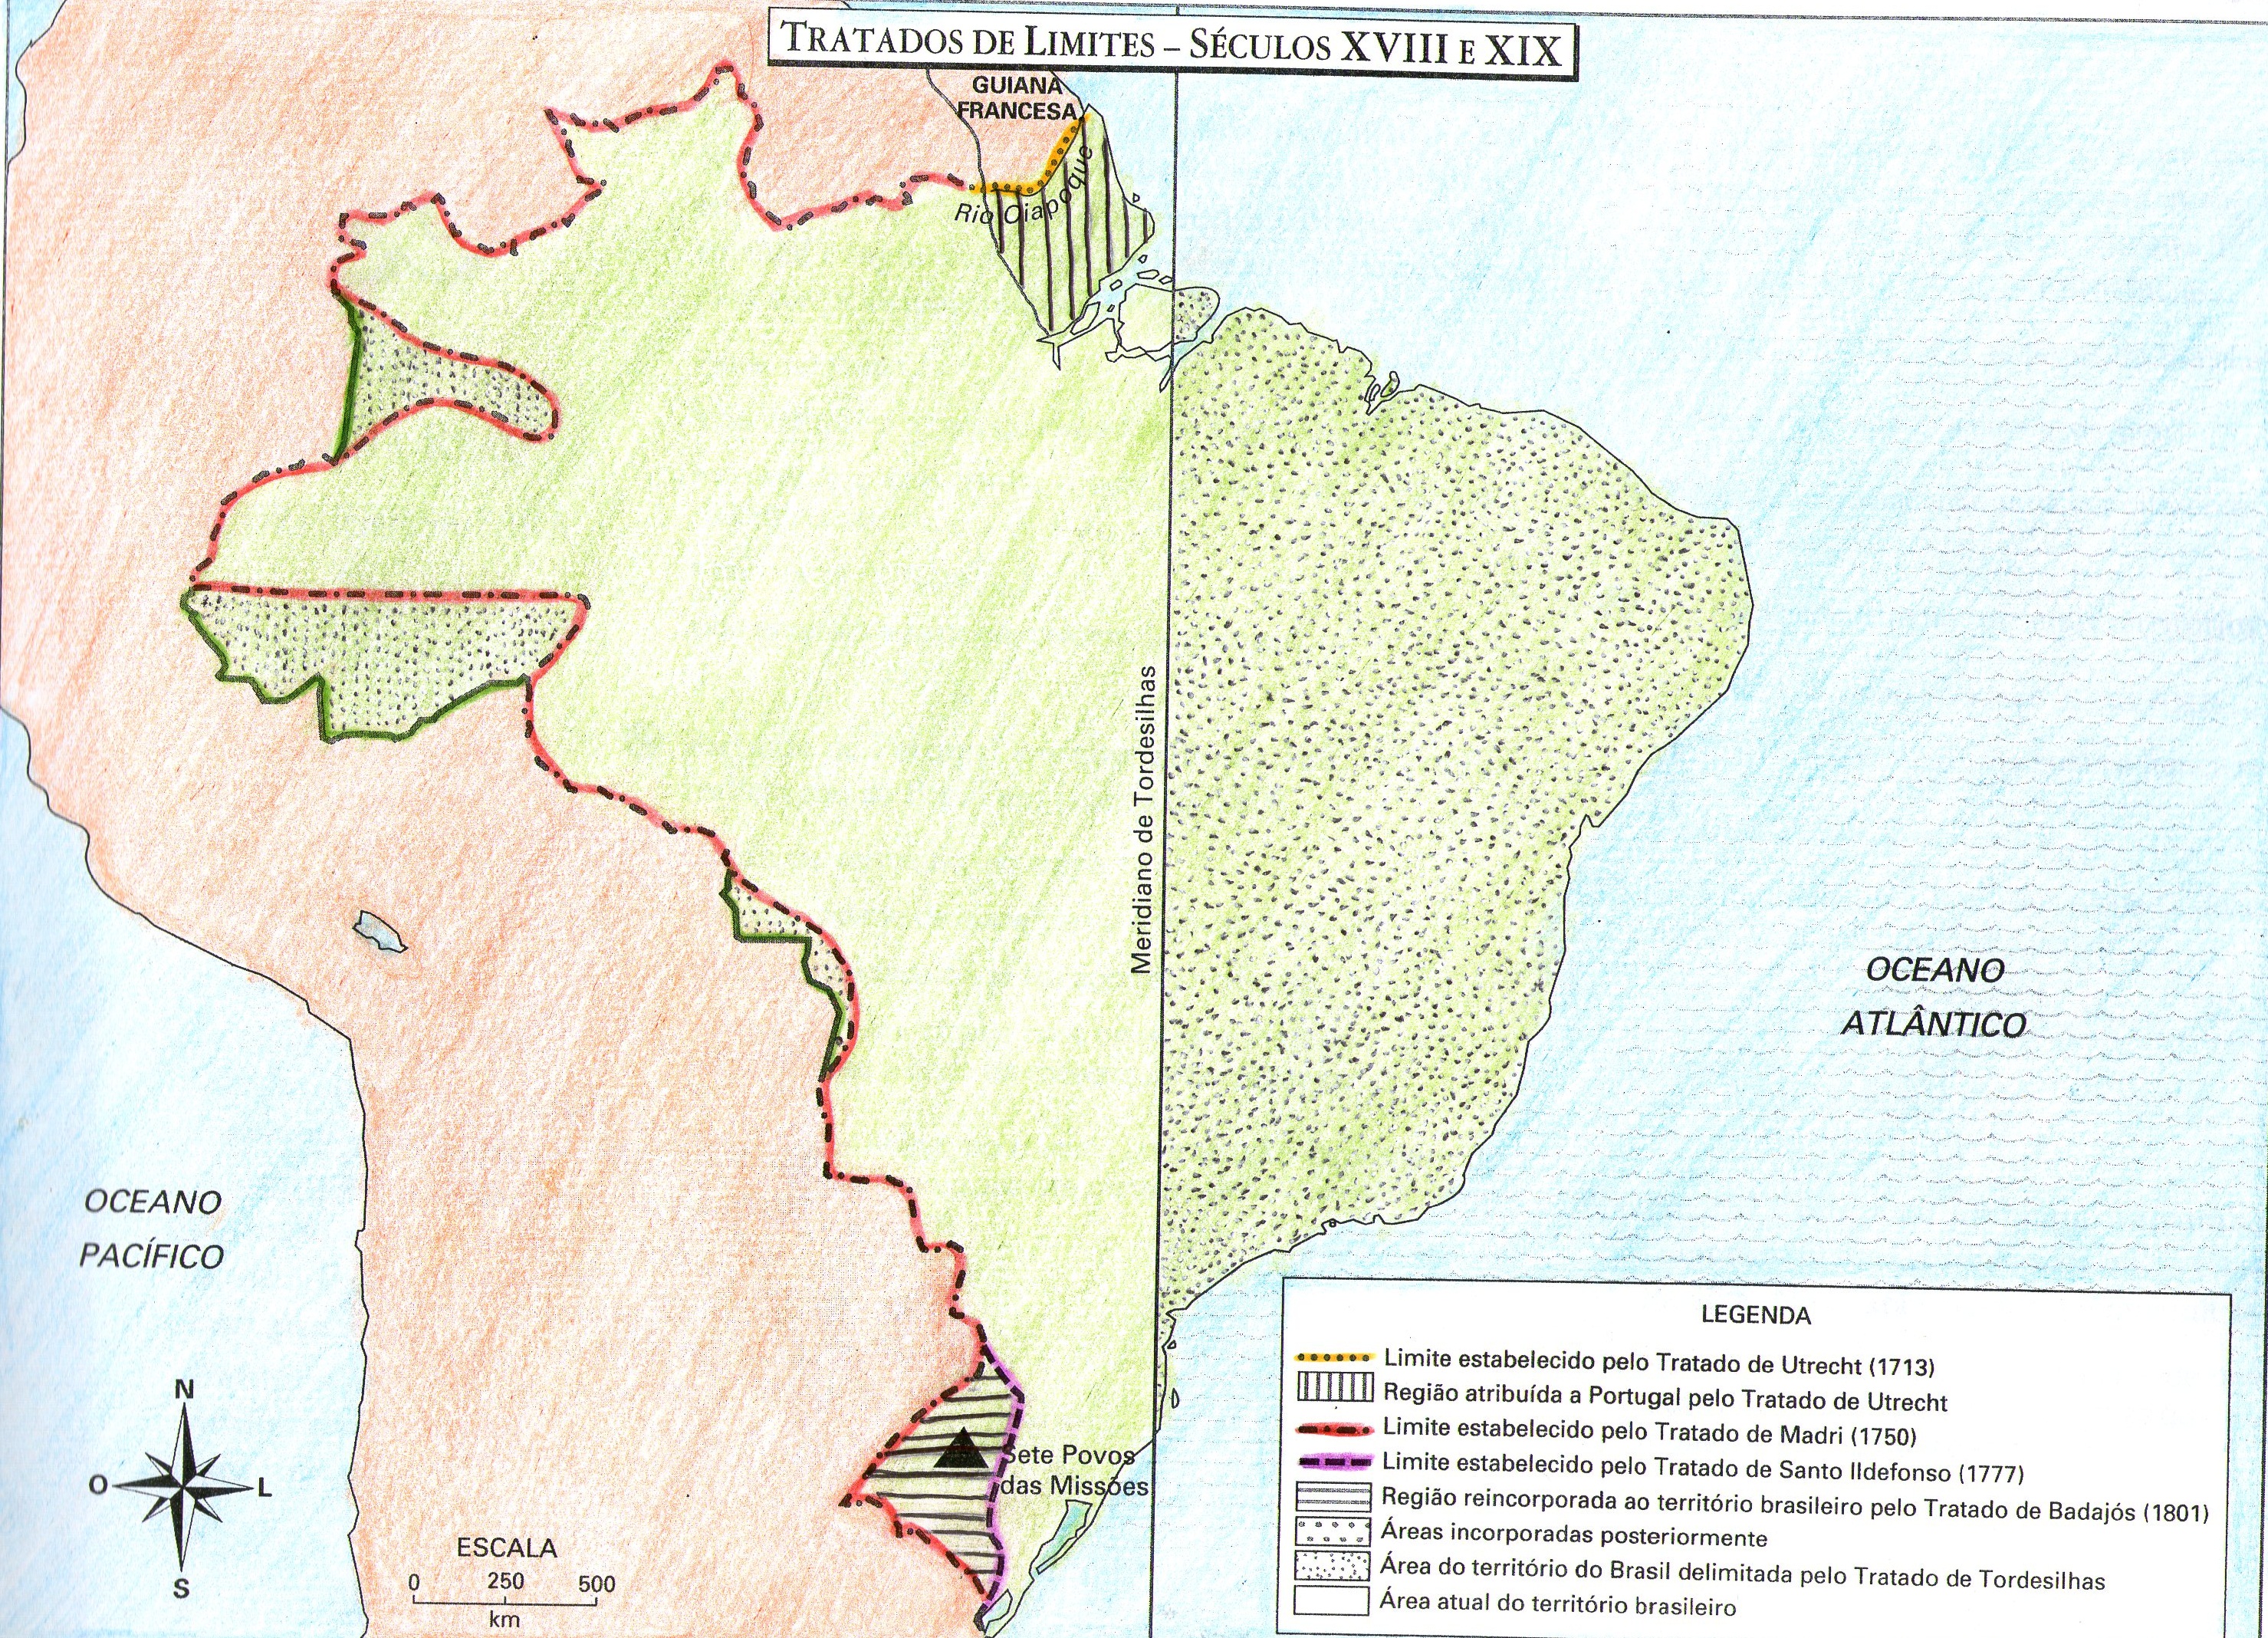 TRATADOS DE LIMITES – SÉCULOS XVIII E XIX
GUIANA
FRANCESA
Rio Oiapoque
Meridiano de Tordesilhas
OCEANO
ATLÂNTICO
OCEANO
PACÍFICO
Sete Povos
das Missões
N
O
L
S
ESCALA
0 250 500
km
LEGENDA
Limite estabelecido pelo Tratado de Utrecht (1713)
Região atribuída a Portugal pelo Tratado de Utrecht
Limite estabelecido pelo Tratado de Madri (1750)
Limite estabelecido pelo Tratado de Santo Ildefonso (1777)
Região reincorporada ao território brasileiro pelo Tratado de Badajós (1801)
Áreas incorporadas posteriormente
Área do território do Brasil delimitada pelo Tratado de Tordesilhas
Área atual do território brasileiro